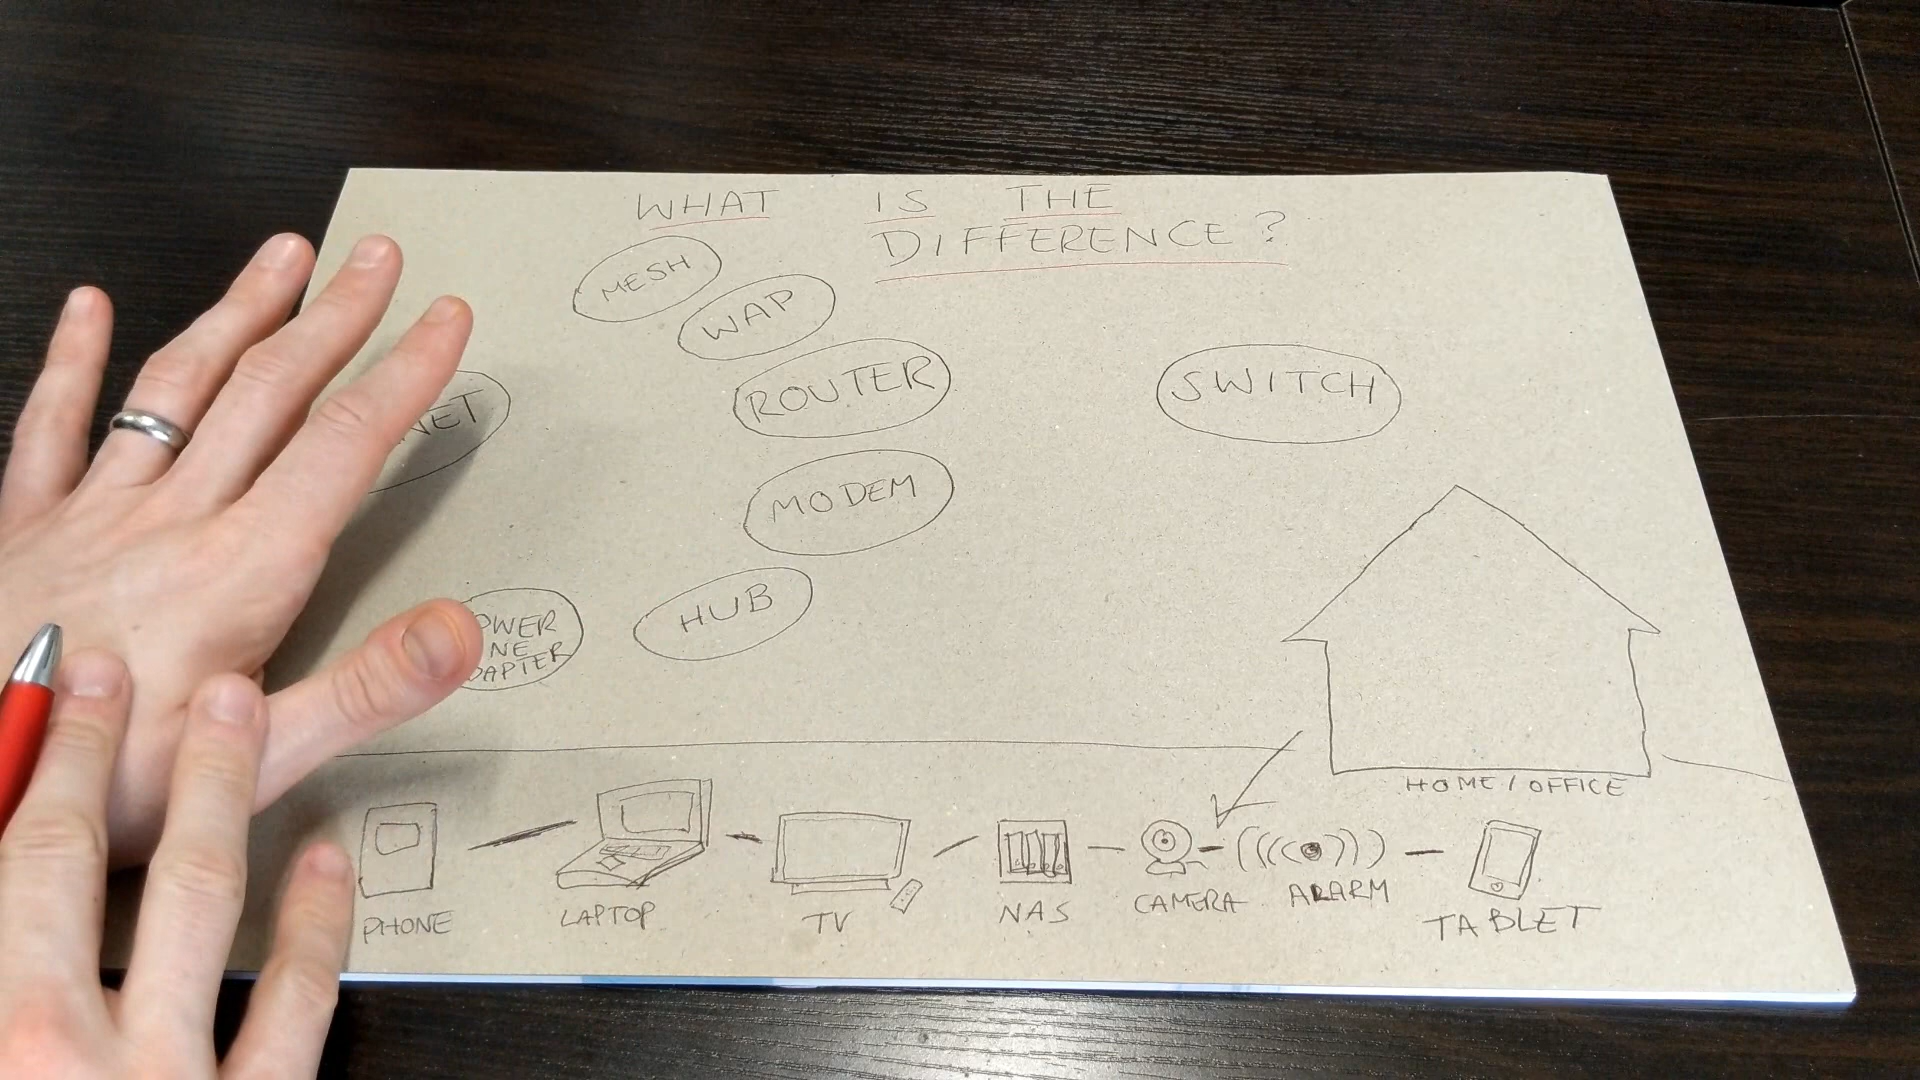 WHAT IS THE
DIFFERENCE?
MESH
WAP
ROUTER
SWITCH
MODEM
HUB
HOME / OFFICE
PHONE
LAPTOP
TV
NAS
CAMERA
ALARM
TABLET